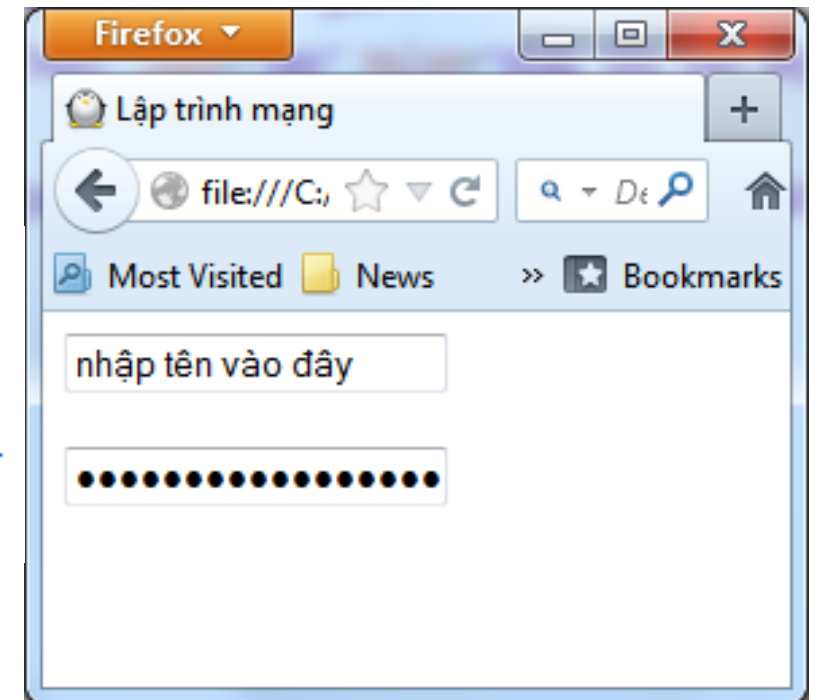 Firefox
Lập trình mạng
file:///C:/
Most Visited News » Bookmarks
nhập tên vào đây
•••••••••••••••••